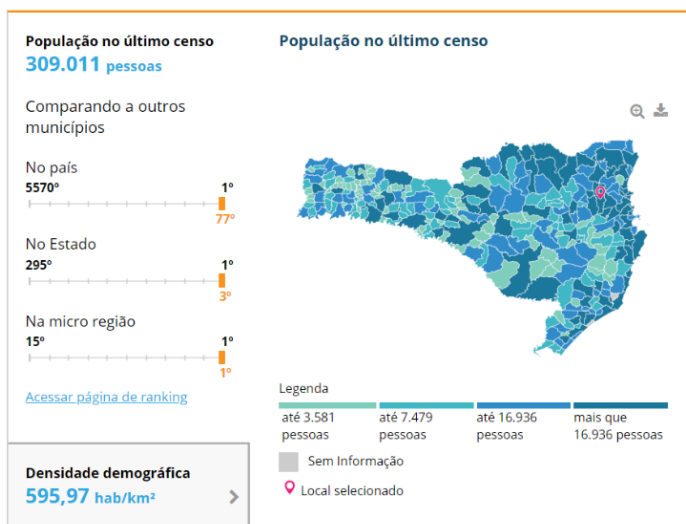 População no último censo
309.011 pessoas
Comparando a outros
municípios
No país
5570º 1º
77º
No Estado
295º 1º
3º
Na micro região
15º 1º
1º
Acessar página de ranking
Densidade demográfica
595,97 hab/km²
População no último censo
Legenda
até 3.581
pessoas
até 7.479
pessoas
até 16.936
pessoas
mais que
16.936 pessoas
Sem Informação
Local selecionado